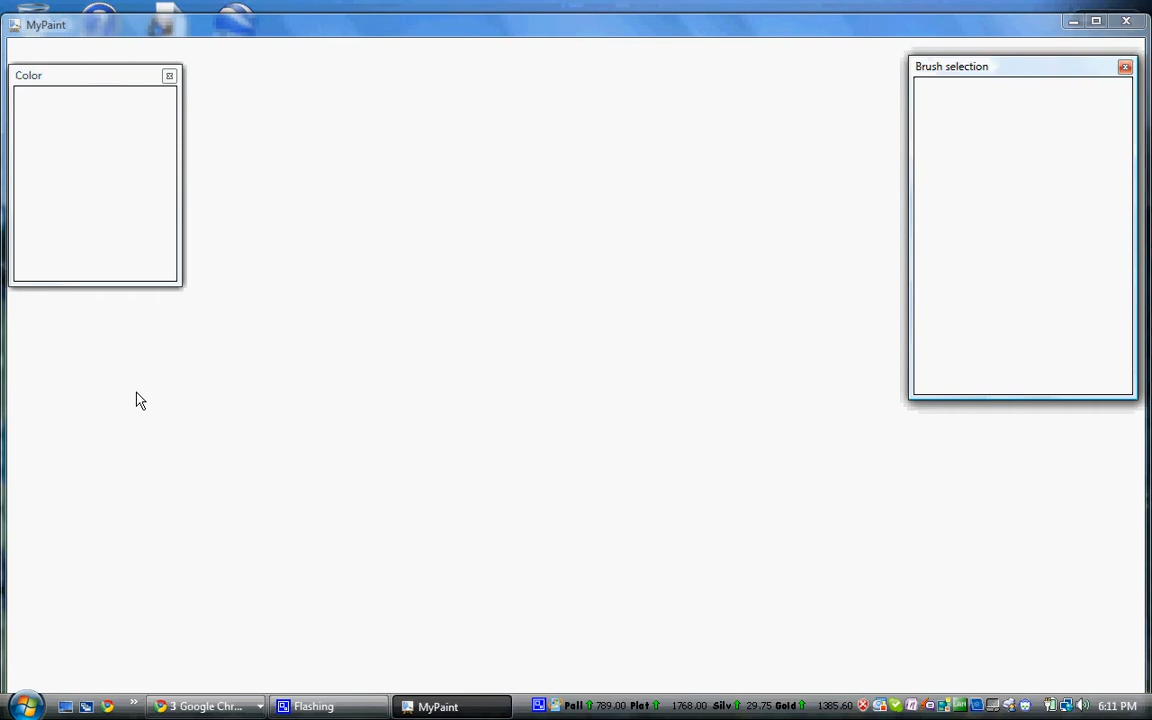 MyPaint
Color
Brush selection
3 Google Chr...
Flashing
MyPaint
Pall 789.00 Plat 1768.00 Silv 29.75 Gold 1385.60
6:11 PM